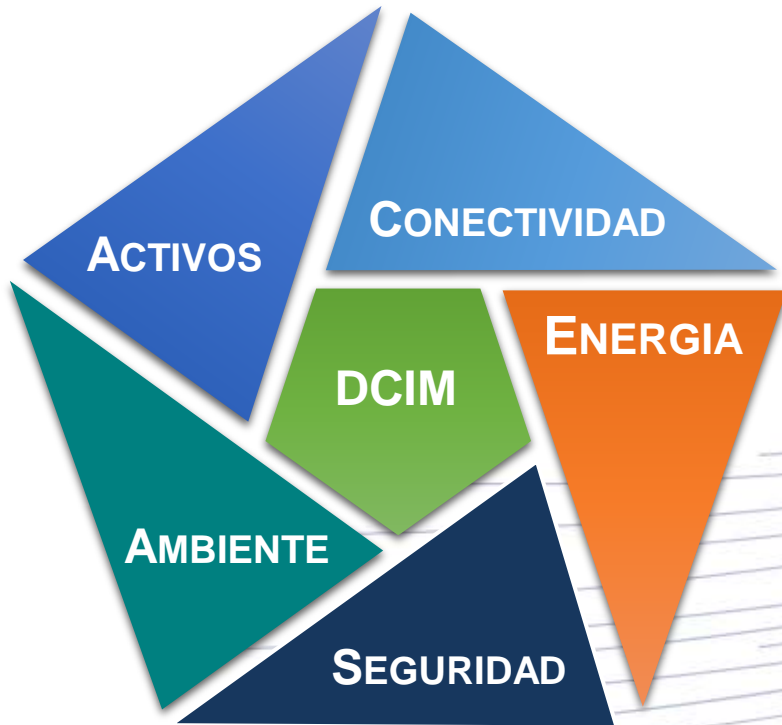 CONECTIVIDAD
ACTIVOS
ENERGIA
DCIM
AMBIENTE
SEGURIDAD